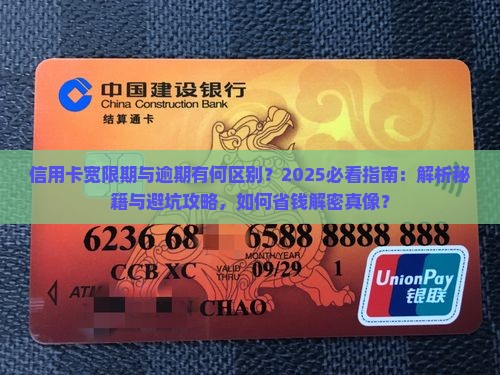 中国建设银行
China Construction Bank
结算通卡
信用卡宽限期与逾期有何区别？2025必看指南：解析秘
籍与避坑攻略，如何省钱解密真像？
6236 68 6588 8888 888
MONTH/YEAR
CCB XC VALID THRU 09/29 1
ATM
CHAO
UnionPay
银联